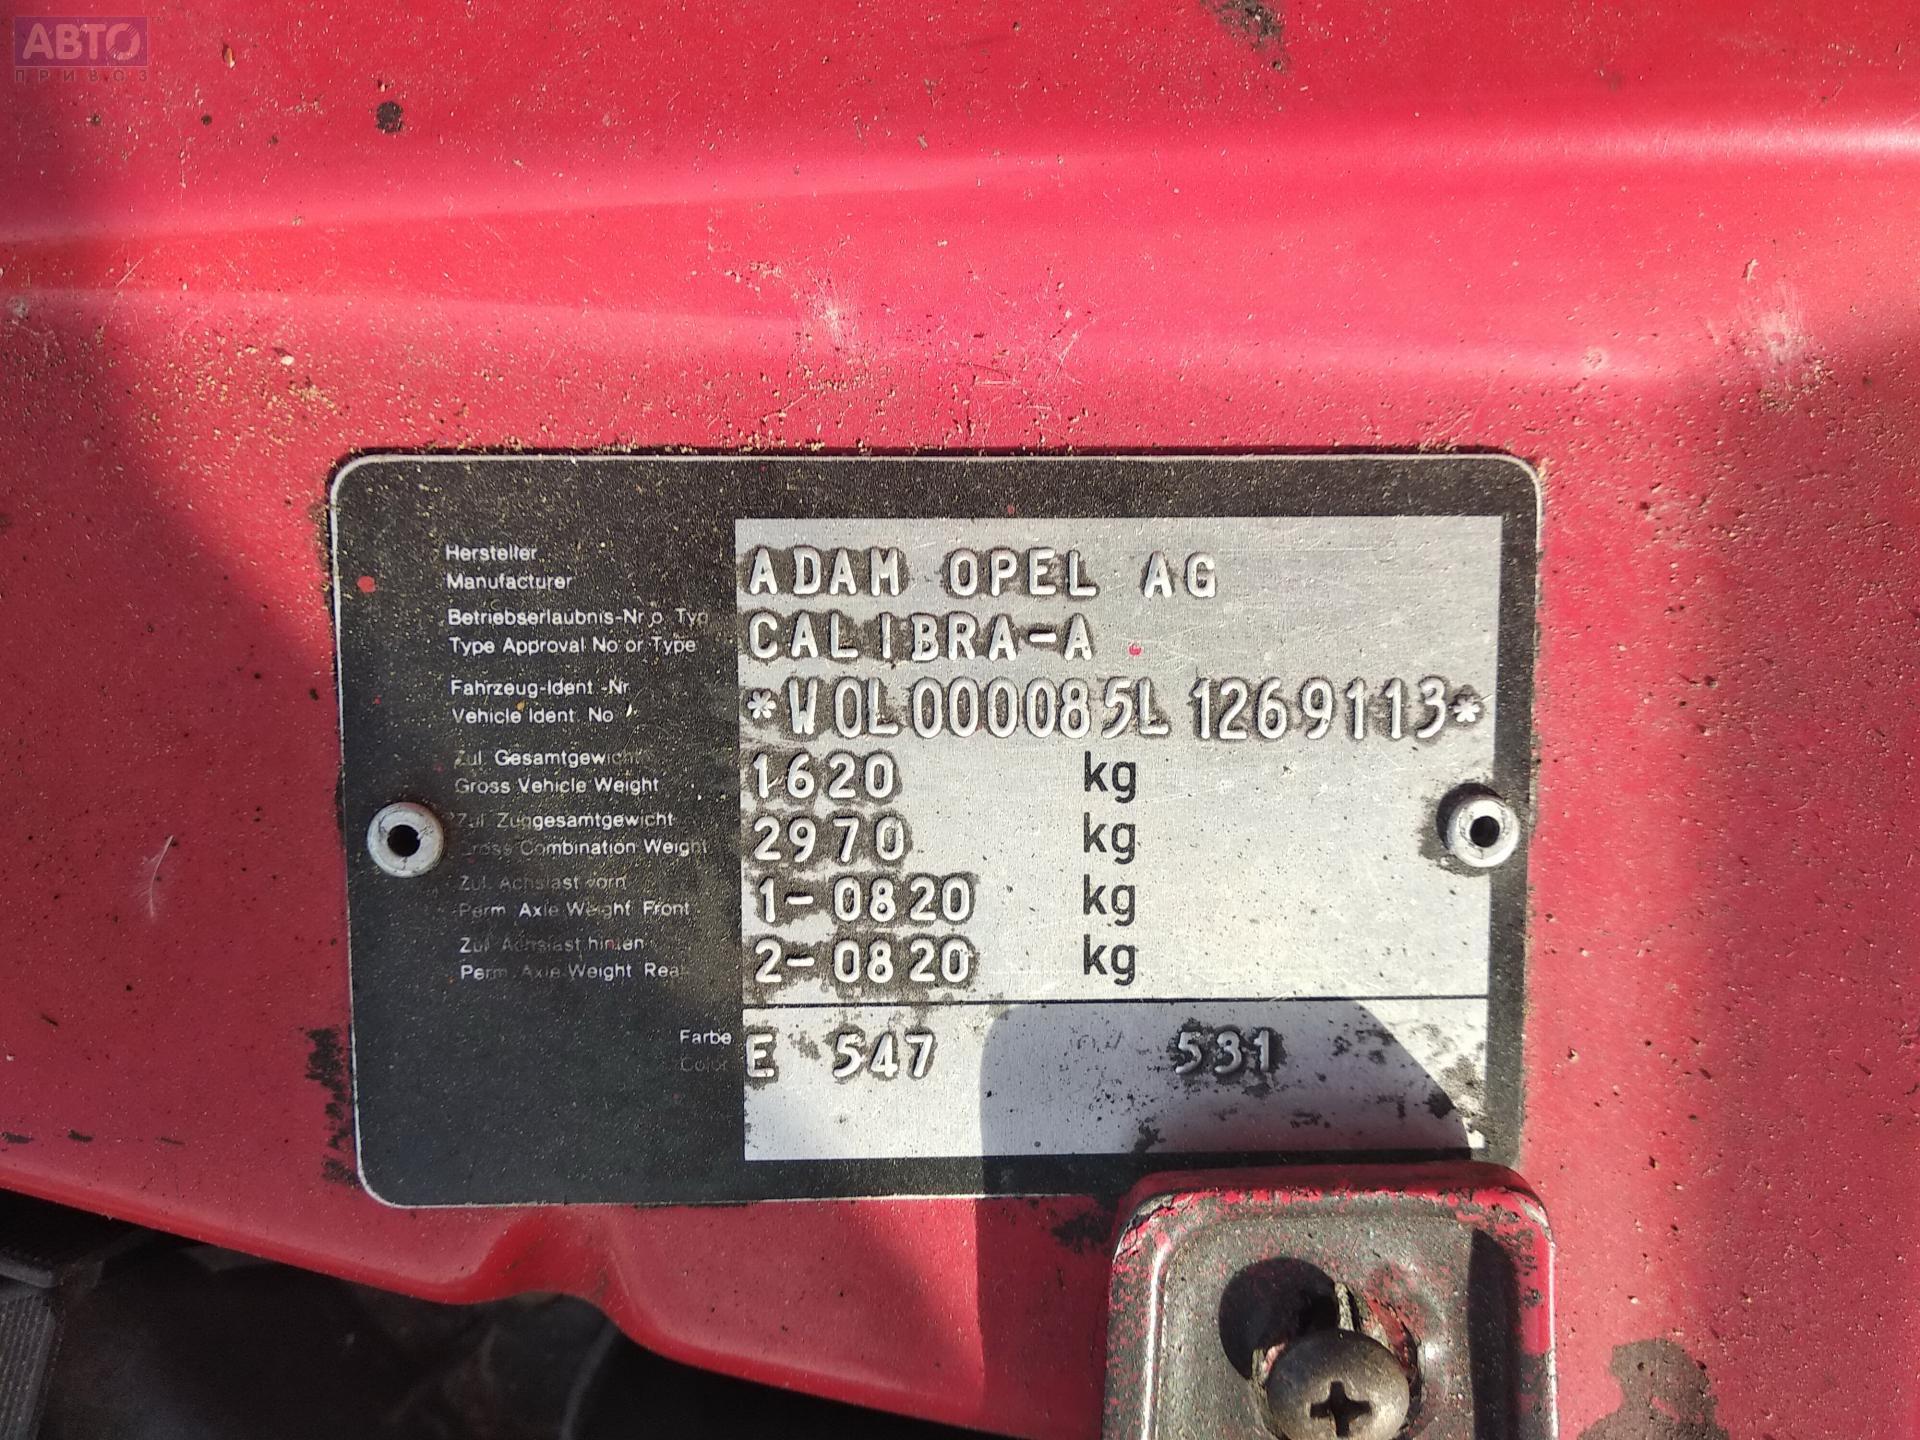 АВТО
ПРИВОЗ
Hersteller
Manufacturer
ADAM OPEL AG
Betriebserlaubnis-Nr o Typ
Type Approval No or Type
CALIBRA-A
Fahrzeug-Ident -Nr
Vehicle Ident. No
*W0L000085L1269113*
Zul. Gesamtgewicht
Gross Vehicle Weight
1620 kg
Zul. Zuggesamtgewicht
Gross Combination Weight
2970 kg
Zul. Achslast vorn
Perm. Axle Weight Front
1-0820 kg
Zul. Achslast hinten
Perm. Axle Weight Rear
2-0820 kg
Farbe
Color
E 547 531